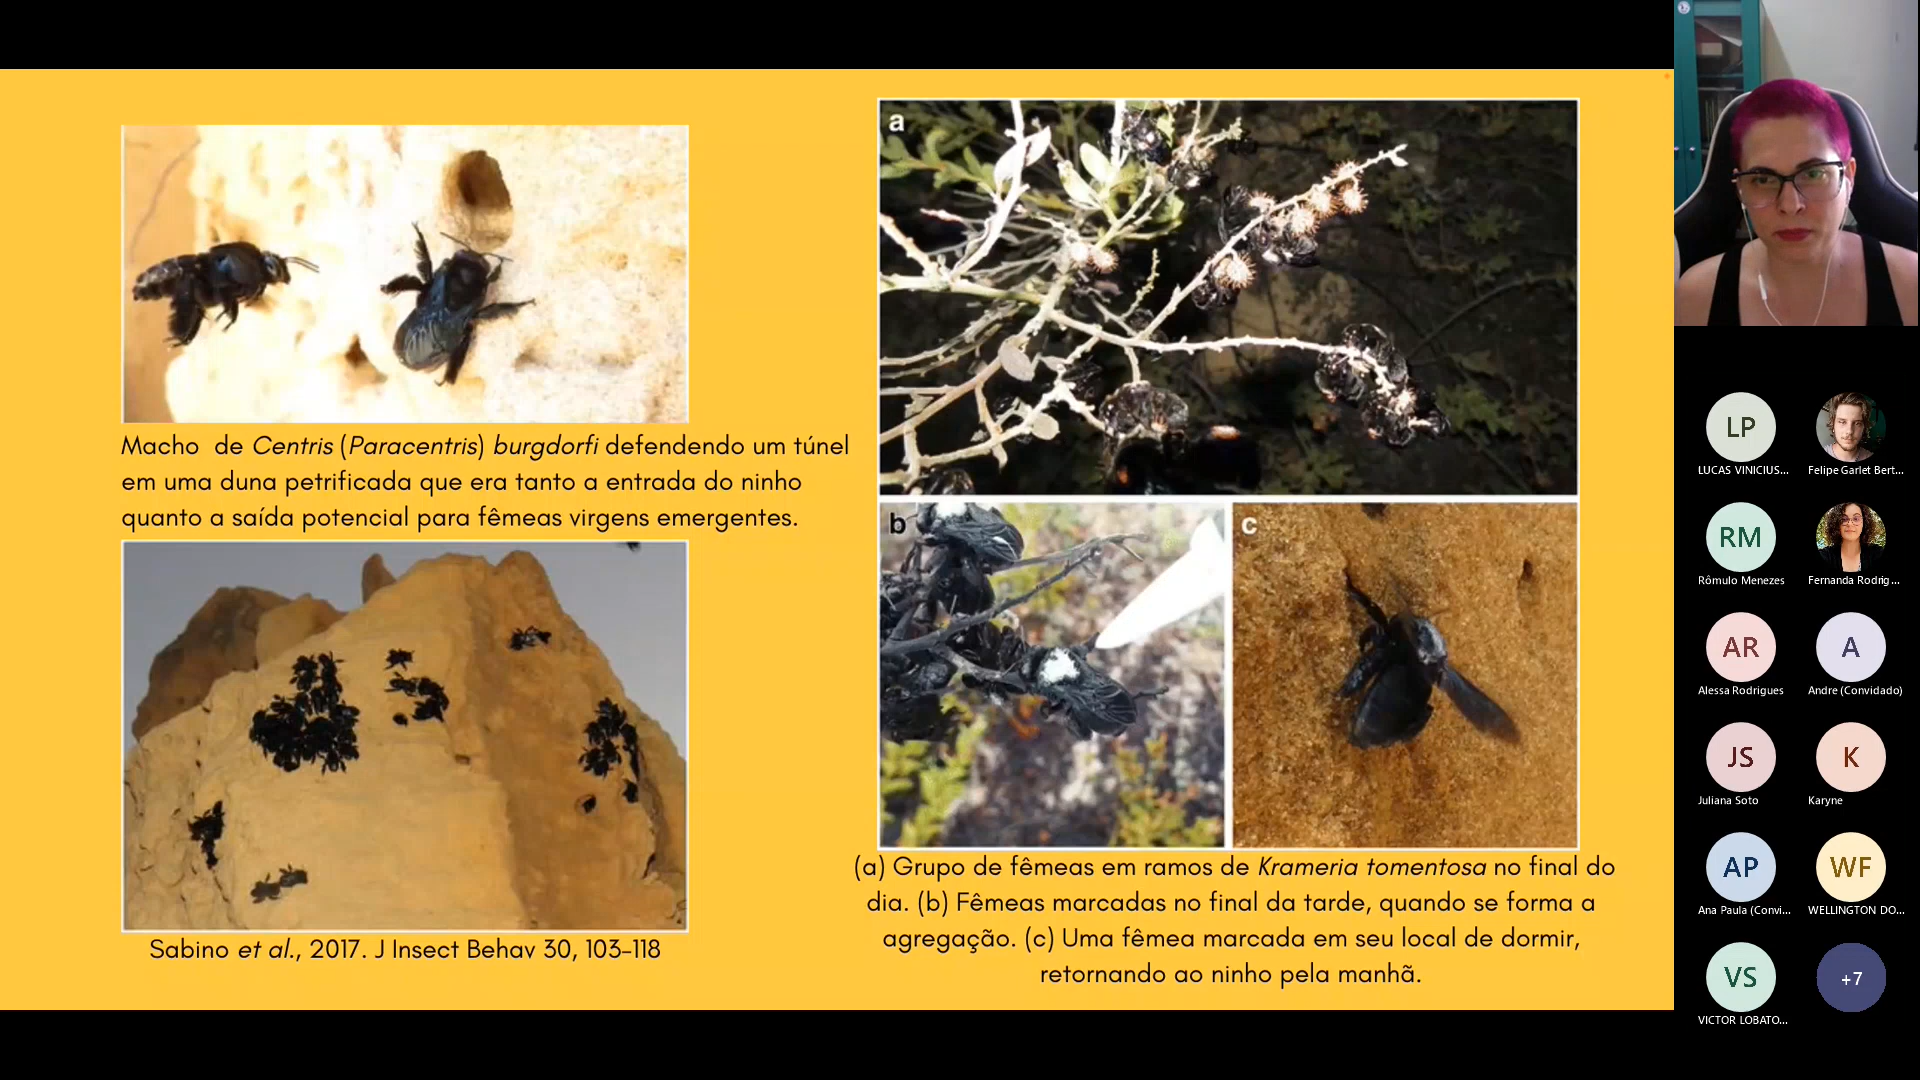 Macho de Centris (Paracentris) burgdorfi defendendo um túnel
em uma duna petrificada que era tanto a entrada do ninho
quanto a saída potencial para fêmeas virgens emergentes.
Sabino et al., 2017. J Insect Behav 30, 103-118
a
b
c
(a) Grupo de fêmeas em ramos de Krameria tomentosa no final do
dia. (b) Fêmeas marcadas no final da tarde, quando se forma a
agregação. (c) Uma fêmea marcada em seu local de dormir,
retornando ao ninho pela manhã.
LP
LUCAS VINICIUS...
Felipe Garlet Bert...
RM
Rômulo Menezes
Fernanda Rodrig...
AR
Alessa Rodrigues
A
Andre (Convidado)
JS
Juliana Soto
K
Karyne
AP
Ana Paula (Convi...
WF
WELLINGTON DO...
VS
VICTOR LOBATO...
+7